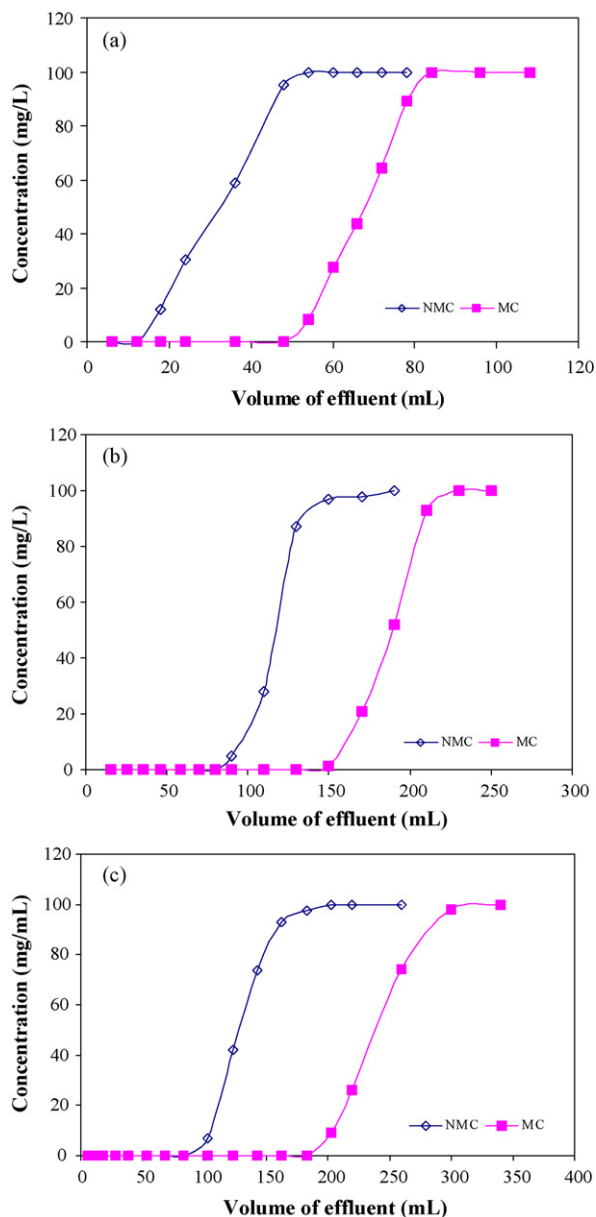 (a)
120
100
80
60
40
20
0
Concentration (mg/L)
NMC MC
0 20 40 60 80 100 120
Volume of effluent (mL)
(b)
120
100
80
60
40
20
0
Concentration (mg/L)
NMC MC
0 50 100 150 200 250 300
Volume of effluent (mL)
(c)
120
100
80
60
40
20
0
Concentration (mg/mL)
NMC MC
0 50 100 150 200 250 300 350 400
Volume of effluent (mL)